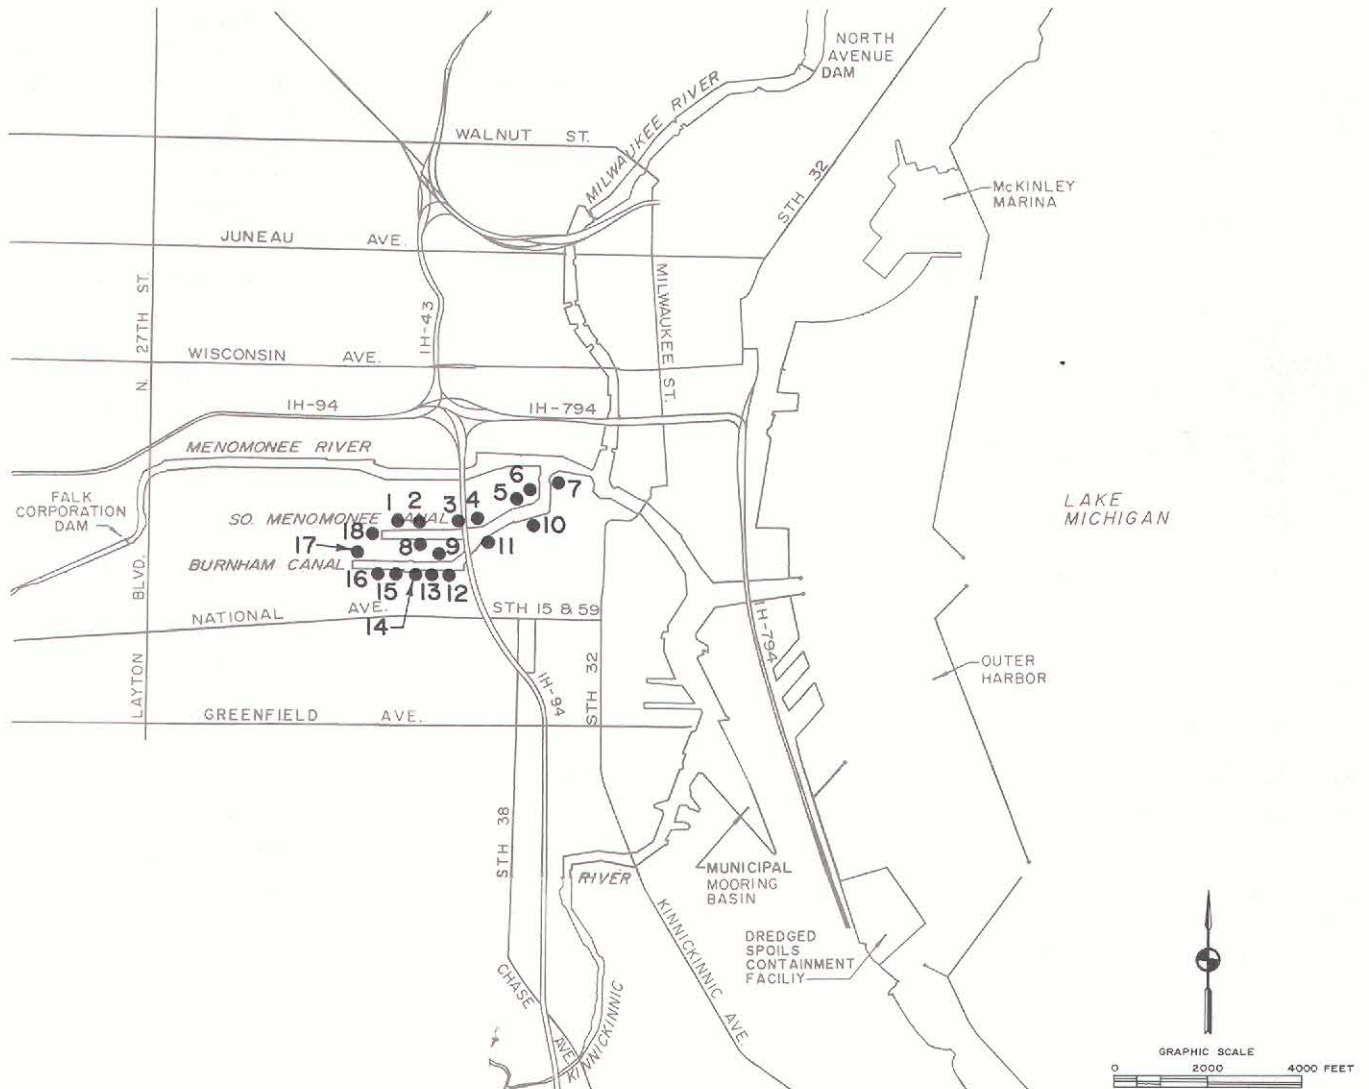 NORTH
AVENUE
DAM
MILWAUKEE RIVER
WALNUT ST.
STH 32
McKINLEY
MARINA
JUNEAU AVE.
N. 27TH ST.
IH-43
MILWAUKEE ST.
WISCONSIN AVE.
IH-94
IH-794
MENOMONEE RIVER
FALK
CORPORATION
DAM
LAKE
MICHIGAN
SO. MENOMONEE CANAL
1
2
3
4
5
6
7
18
17
8
9
10
11
BURNHAM CANAL
16
15
14
13
12
LAYTON BLVD.
NATIONAL AVE.
STH 15 & 59
IH-794
OUTER
HARBOR
IH-94
STH 32
GREENFIELD AVE.
STH 38
RIVER
MUNICIPAL
MOORING
BASIN
KINNICKINNIC AVE.
DREDGED
SPOILS
CONTAINMENT
FACILIY
CHASE AVE.
KINNICKINNIC
GRAPHIC SCALE
0 2000 4000 FEET